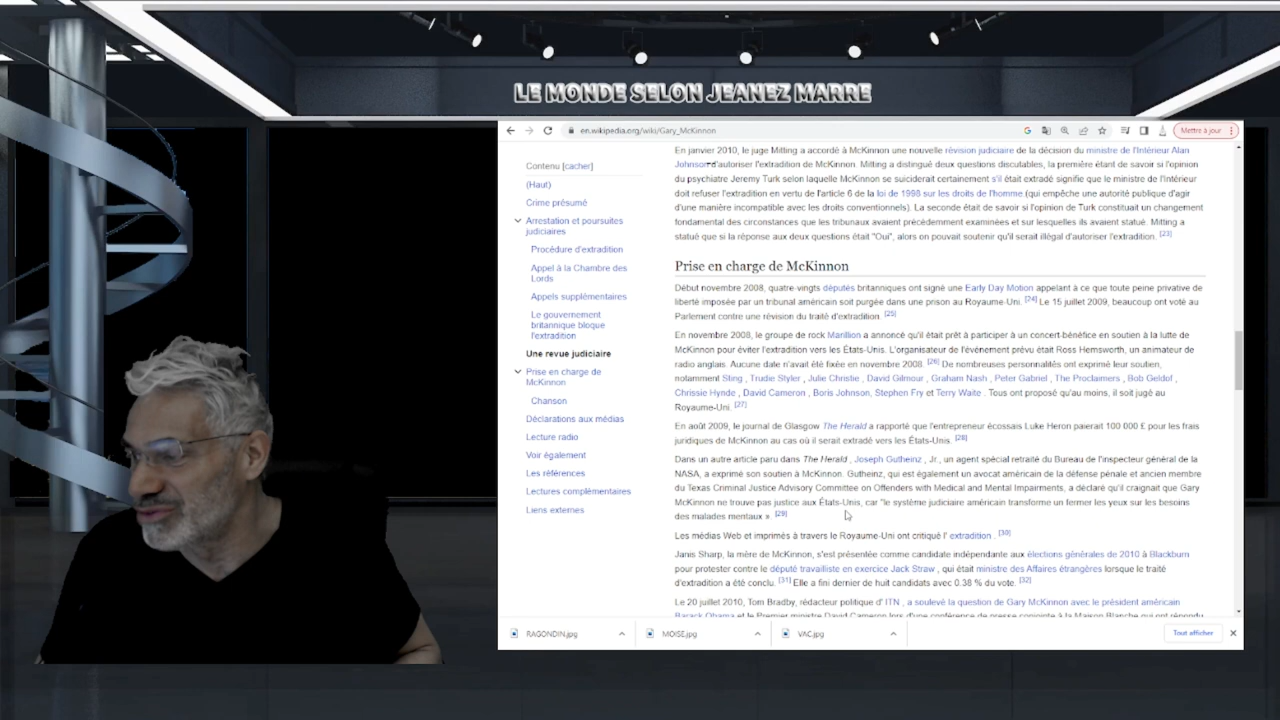 LE MONDE SELON JEANEZ MARRE
en.wikipedia.org/wiki/Gary_McKinnon
Mettre à jour
Contenu [cacher]
(Haut)
Crime présumé
Arrestation et poursuites
judiciaires
Procédure d'extradition
Appel à la Chambre des
Lords
Appels supplémentaires
Le gouvernement
britannique bloque
l'extradition
Une revue judiciaire
Prise en charge de
McKinnon
Chanson
Déclarations aux médias
Lecture radio
Voir également
Les références
Lectures complémentaires
Liens externes
En janvier 2010, le juge Mitting a accordé à McKinnon une nouvelle révision judiciaire de la décision du ministre de l'Intérieur Alan
Johnson d'autoriser l'extradition de McKinnon. Mitting a distingué deux questions discutables, la première étant de savoir si l'opinion
du psychiatre Jeremy Turk selon laquelle McKinnon se suiciderait certainement s'il était extradé signifie que le ministre de l'Intérieur
doit refuser l'extradition en vertu de l'article 6 de la loi de 1998 sur les droits de l'homme (qui empêche une autorité publique d'agir
d'une manière incompatible avec les droits conventionnels). La seconde était de savoir si l'opinion de Turk constituait un changement
fondamental des circonstances que les tribunaux avaient précédemment examinées et sur lesquelles ils avaient statué. Mitting a
statué que si la réponse aux deux questions était "Oui", alors on pouvait soutenir qu'il serait illégal d'autoriser l'extradition. [23]
Prise en charge de McKinnon
Début novembre 2008, quatre-vingts députés britanniques ont signé une Early Day Motion appelant à ce que toute peine privative de
liberté imposée par un tribunal américain soit purgée dans une prison au Royaume-Uni. [24] Le 15 juillet 2009, beaucoup ont voté au
Parlement contre une révision du traité d'extradition. [25]
En novembre 2008, le groupe de rock Marillion a annoncé qu'il était prêt à participer à un concert-bénéfice en soutien à la lutte de
McKinnon pour éviter l'extradition vers les États-Unis. L'organisateur de l'événement prévu était Ross Hemsworth, un animateur de
radio anglais. Aucune date n'avait été fixée en novembre 2008. [26] De nombreuses personnalités ont exprimé leur soutien,
notamment Sting , Trudie Styler , Julie Christie , David Gilmour , Graham Nash , Peter Gabriel , The Proclaimers , Bob Geldof ,
Chrissie Hynde , David Cameron , Boris Johnson, Stephen Fry et Terry Waite . Tous ont proposé qu'au moins, il soit jugé au
Royaume-Uni. [27]
En août 2009, le journal de Glasgow The Herald a rapporté que l'entrepreneur écossais Luke Heron paierait 100 000 £ pour les frais
juridiques de McKinnon au cas où il serait extradé vers les États-Unis. [28]
Dans un autre article paru dans The Herald , Joseph Gutheinz , Jr., un agent spécial retraité du Bureau de l'inspecteur général de la
NASA, a exprimé son soutien à McKinnon. Gutheinz, qui est également un avocat américain de la défense pénale et ancien membre
du Texas Criminal Justice Advisory Committee on Offenders with Medical and Mental Impairments, a déclaré qu'il craignait que Gary
McKinnon ne trouve pas justice aux États-Unis, car "le système judiciaire américain transforme un fermer les yeux sur les besoins
des malades mentaux ». [29]
Les médias Web et imprimés à travers le Royaume-Uni ont critiqué l' extradition . [30]
Janis Sharp, la mère de McKinnon, s'est présentée comme candidate indépendante aux élections générales de 2010 à Blackburn
pour protester contre le député travailliste en exercice Jack Straw , qui était ministre des Affaires étrangères lorsque le traité
d'extradition a été conclu. [31] Elle a fini dernier de huit candidats avec 0,38 % du vote. [32]
Le 20 juillet 2010, Tom Bradby, rédacteur politique d' ITN , a soulevé la question de Gary McKinnon avec le président américain
Barack Obama et le Premier ministre David Cameron lors d'une conférence de presse conjointe à la Maison Blanche qui ont répondu
RAGONDIN.jpg
MOISE.jpg
VAC.jpg
Tout afficher